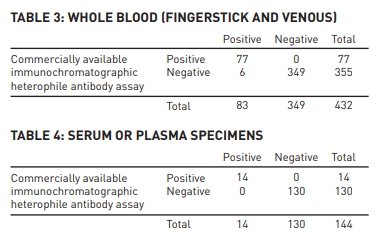 TABLE 3: WHOLE BLOOD (FINGERSTICK AND VENOUS)
Positive Negative Total
Commercially available Positive 77 0 77
immunochromatographic Negative 6 349 355
heterophile antibody assay
Total 83 349 432
TABLE 4: SERUM OR PLASMA SPECIMENS
Positive Negative Total
Commercially available Positive 14 0 14
immunochromatographic Negative 0 130 130
heterophile antibody assay
Total 14 130 144